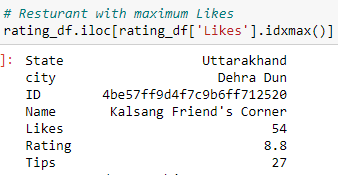 # Resturant with maximum Likes
rating_df.iloc[rating_df['Likes'].idxmax()]
]: State Uttarakhand
city Dehra Dun
ID 4be57ff9d4f7c9b6ff712520
Name Kalsang Friend's Corner
Likes 54
Rating 8.8
Tips 27